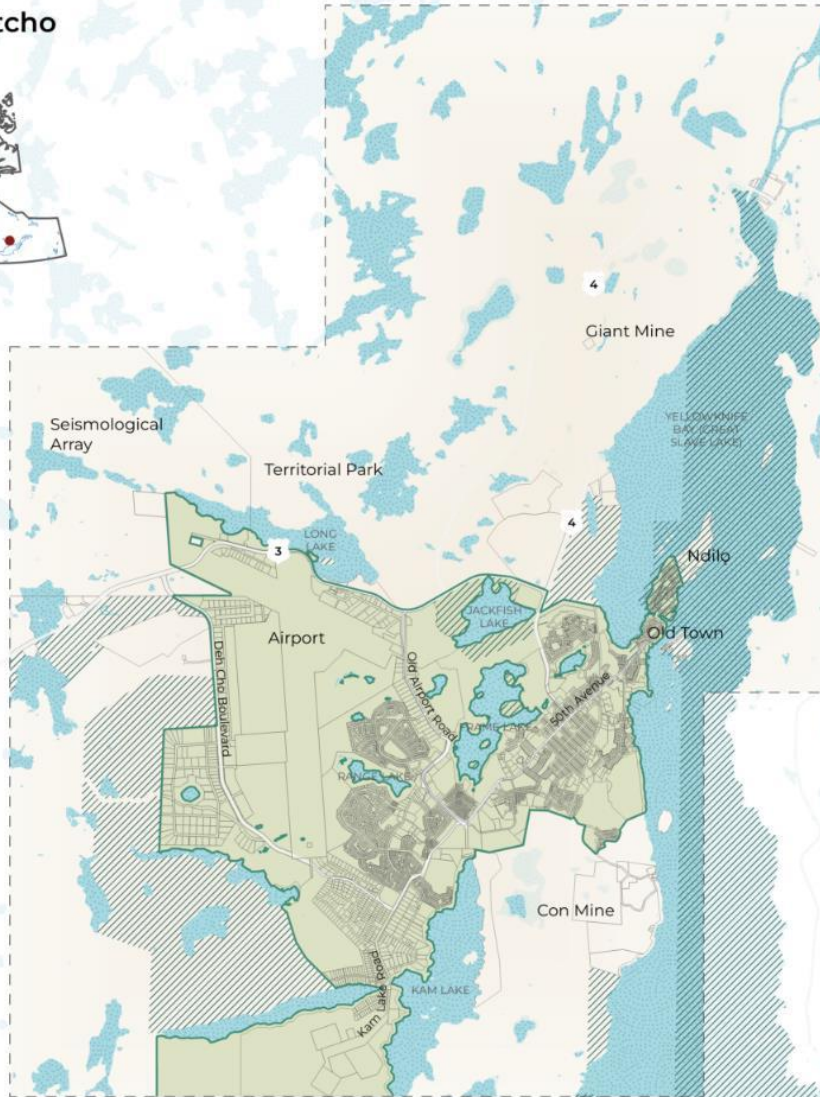 tcho
4
Giant Mine
YELLOWKNIFE
BAY (GREAT
SLAVE LAKE)
Seismological
Array
Territorial Park
4
LONG
LAKE
3
Ndilǫ
JACKFISH
LAKE
Old Town
Airport
Deh Cho Boulevard
Old Airport Road
50th Avenue
FRAME LAKE
RANGE LAKE
Con Mine
Kam Lake Road
KAM LAKE